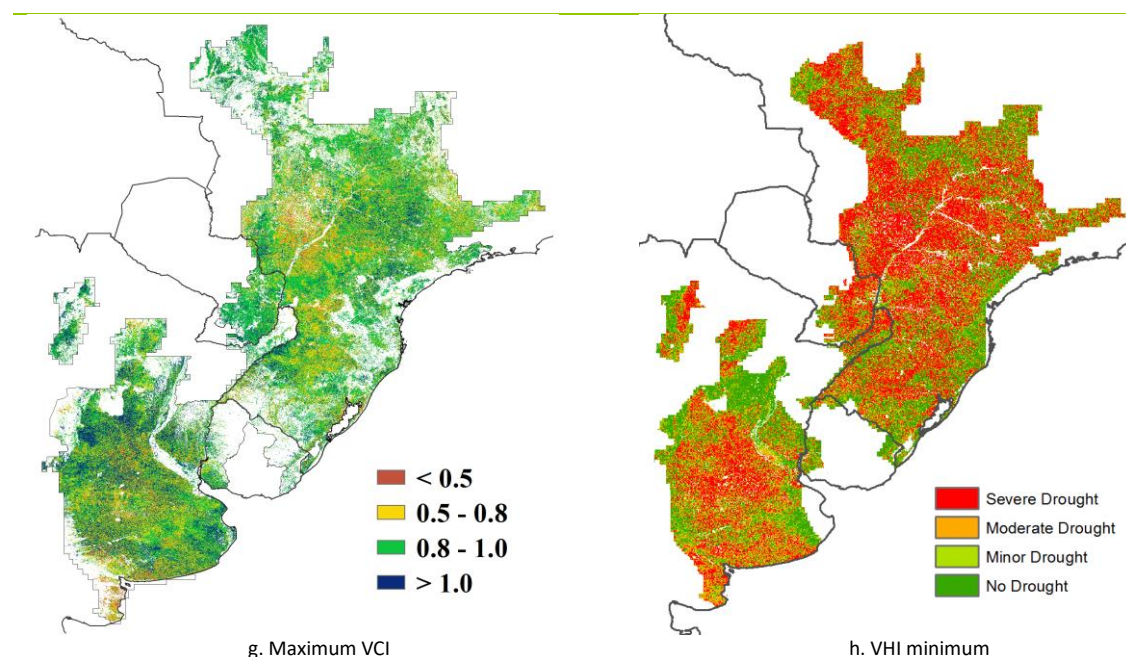 < 0.5
0.5 - 0.8
0.8 - 1.0
> 1.0
Severe Drought
Moderate Drought
Minor Drought
No Drought
g. Maximum VCI
h. VHI minimum